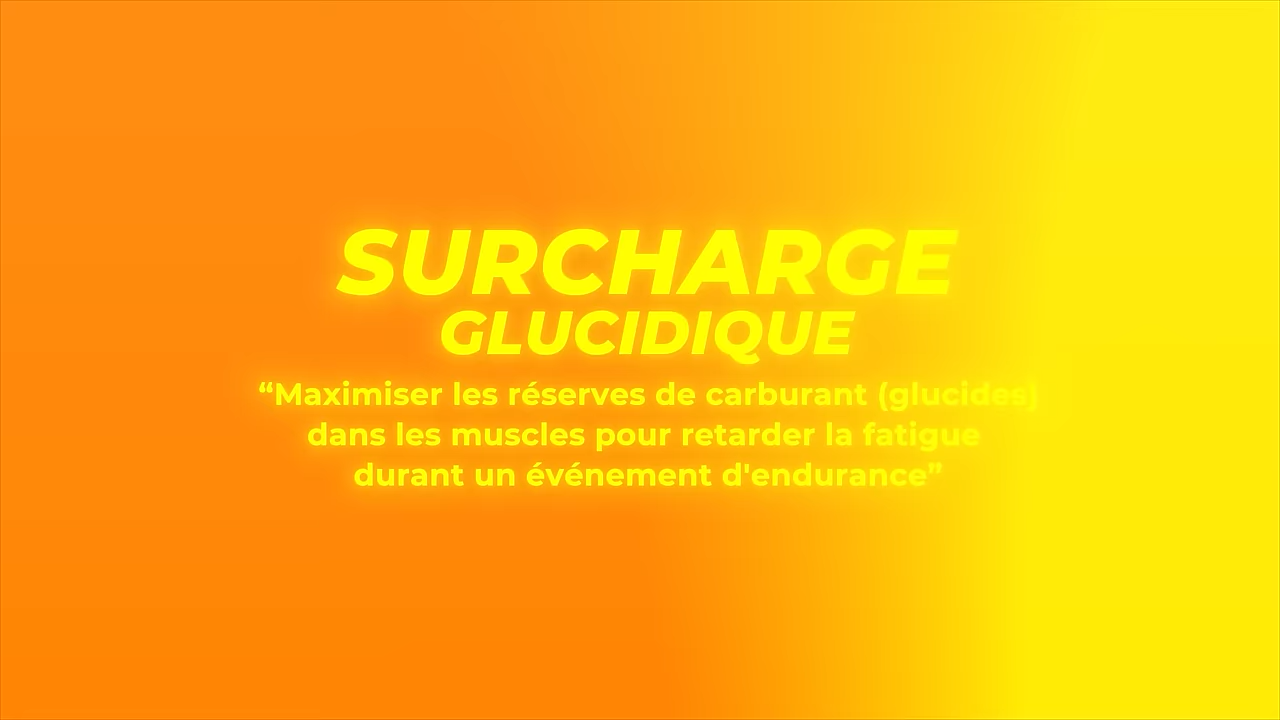 SURCHARGE
GLUCIDIQUE
“Maximiser les réserves de carburant (glucides)
dans les muscles pour retarder la fatigue
durant un événement d'endurance”